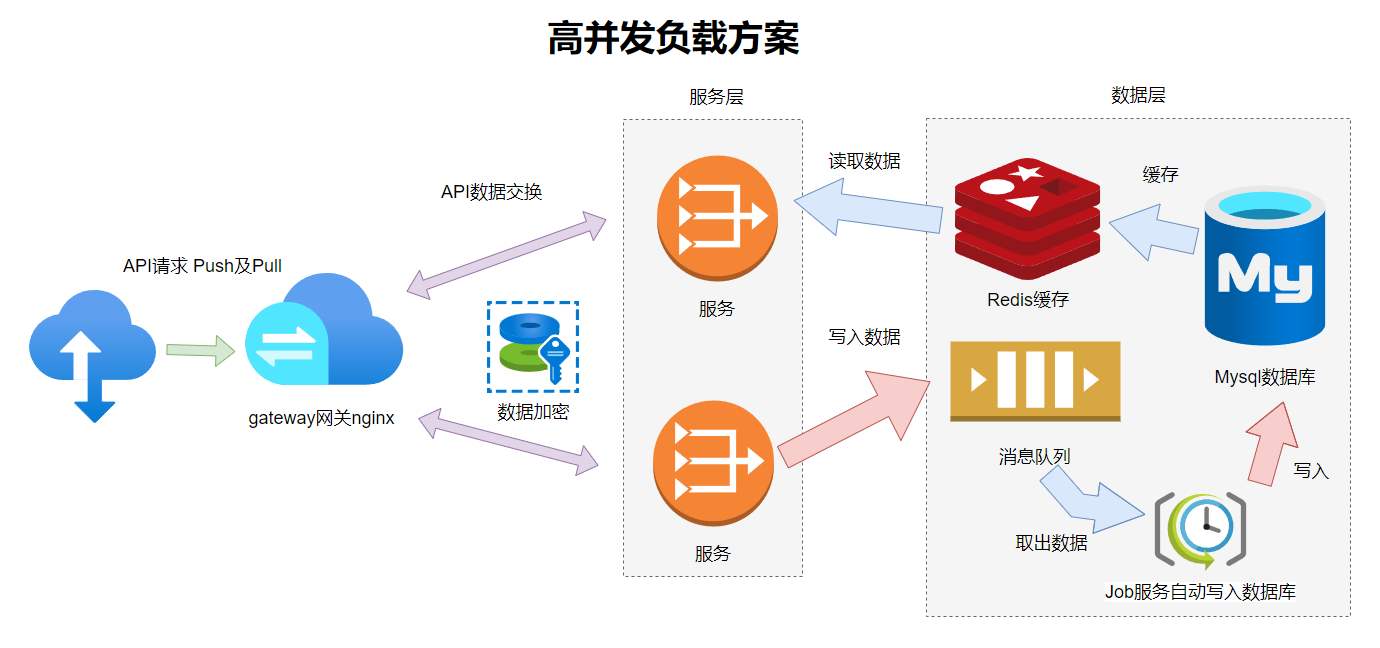 高并发负载方案
服务层
数据层
读取数据
缓存
API数据交换
API请求 Push及Pull
My
服务
Redis缓存
写入数据
Mysql数据库
数据加密
gateway网关nginx
消息队列
写入
取出数据
服务
Job服务自动写入数据库